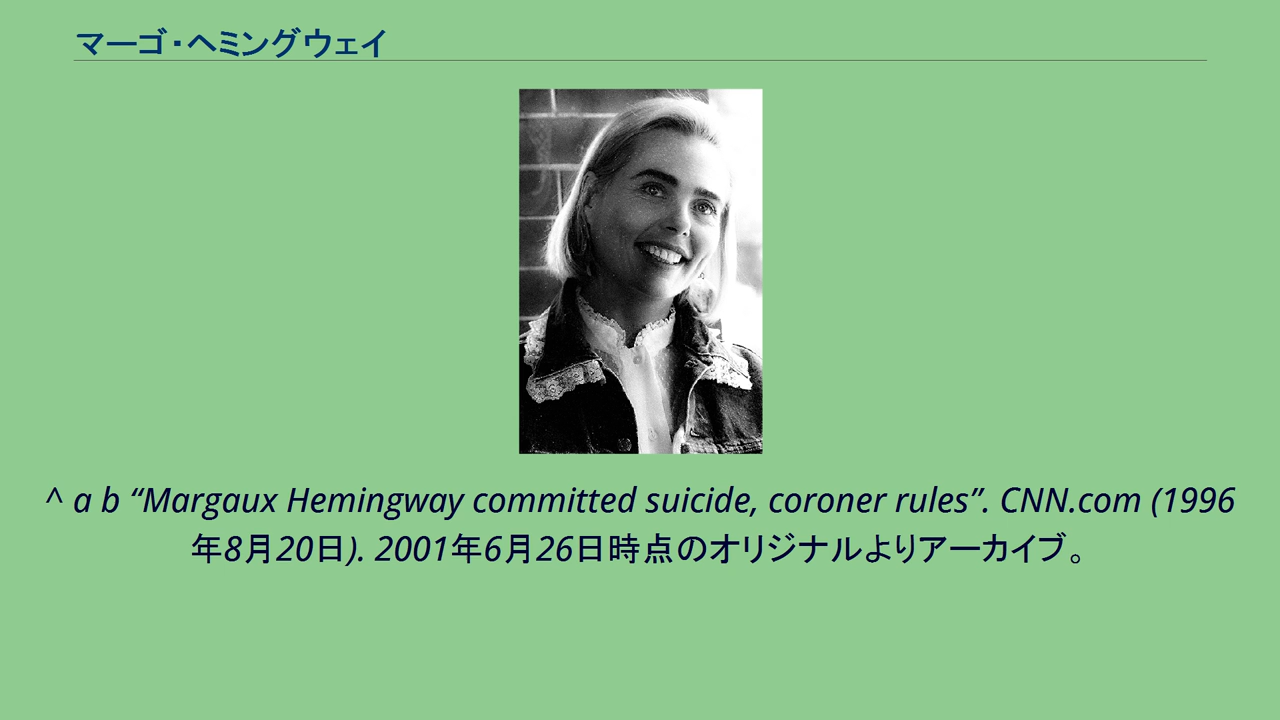 マーゴ・ヘミングウェイ
^ a b “Margaux Hemingway committed suicide, coroner rules”. CNN.com (1996
年8月20日). 2001年6月26日時点のオリジナルよりアーカイブ。